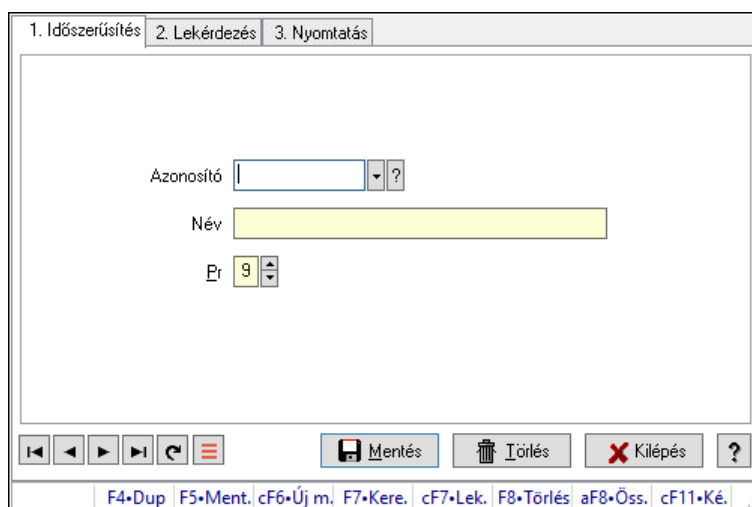 1. Időszerűsítés 2. Lekérdezés 3. Nyomtatás
Azonosító ?
Név
Pr 9
Mentés Törlés Kilépés ?
F4•Dup F5•Ment. cF6•Új m. F7•Kere. cF7•Lek. F8•Törlés aF8•Öss. cF11•Ké.